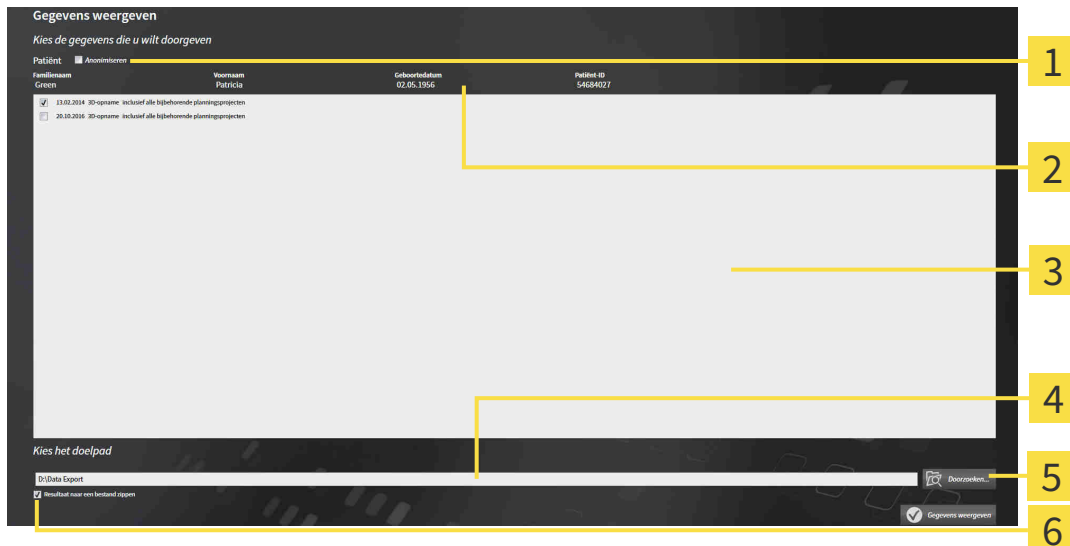 Gegevens weergeven
Kies de gegevens die u wilt doorgeven
Patiënt Anonimiseren
Familienaam Voornaam Geboortedatum Patiënt-ID
Green Patricia 02.05.1956 54684027
13.02.2014 3D-opname inclusief alle bijbehorende planningsprojecten
20.10.2016 3D-opname inclusief alle bijbehorende planningsprojecten
Kies het doelpad
D:\Data Export
Doorzoeken...
Resultaat naar een bestand zippen
Gegevens weergeven
1
2
3
4
5
6